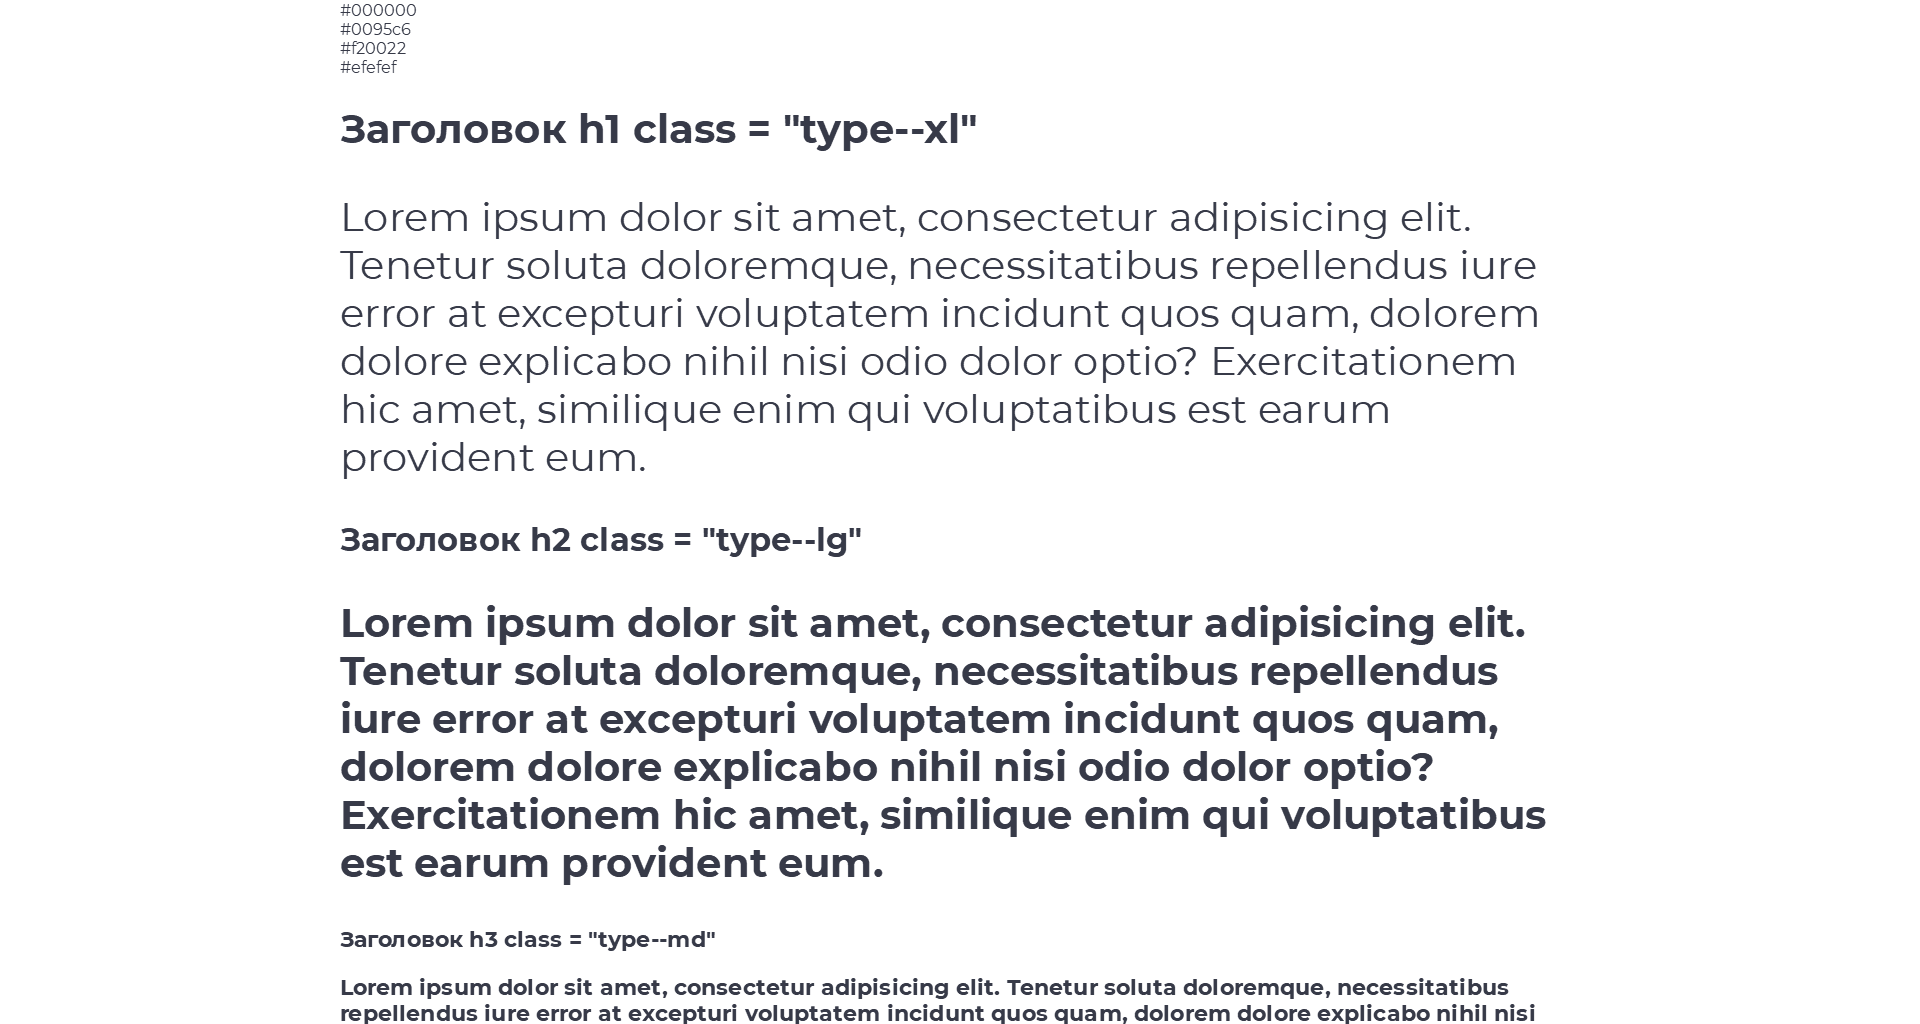 #000000
#0095c6
#f20022
#efefef
Заголовок h1 class = "type--xl"
Lorem ipsum dolor sit amet, consectetur adipisicing elit.
Tenetur soluta doloremque, necessitatibus repellendus iure
error at excepturi voluptatem incidunt quos quam, dolorem
dolore explicabo nihil nisi odio dolor optio? Exercitationem
hic amet, similique enim qui voluptatibus est earum
provident eum.
Заголовок h2 class = "type--lg"
Lorem ipsum dolor sit amet, consectetur adipisicing elit.
Tenetur soluta doloremque, necessitatibus repellendus
iure error at excepturi voluptatem incidunt quos quam,
dolorem dolore explicabo nihil nisi odio dolor optio?
Exercitationem hic amet, similique enim qui voluptatibus
est earum provident eum.
Заголовок h3 class = "type--md"
Lorem ipsum dolor sit amet, consectetur adipisicing elit. Tenetur soluta doloremque, necessitatibus
repellendus iure error at excepturi voluptatem incidunt quos quam, dolorem dolore explicabo nihil nisi